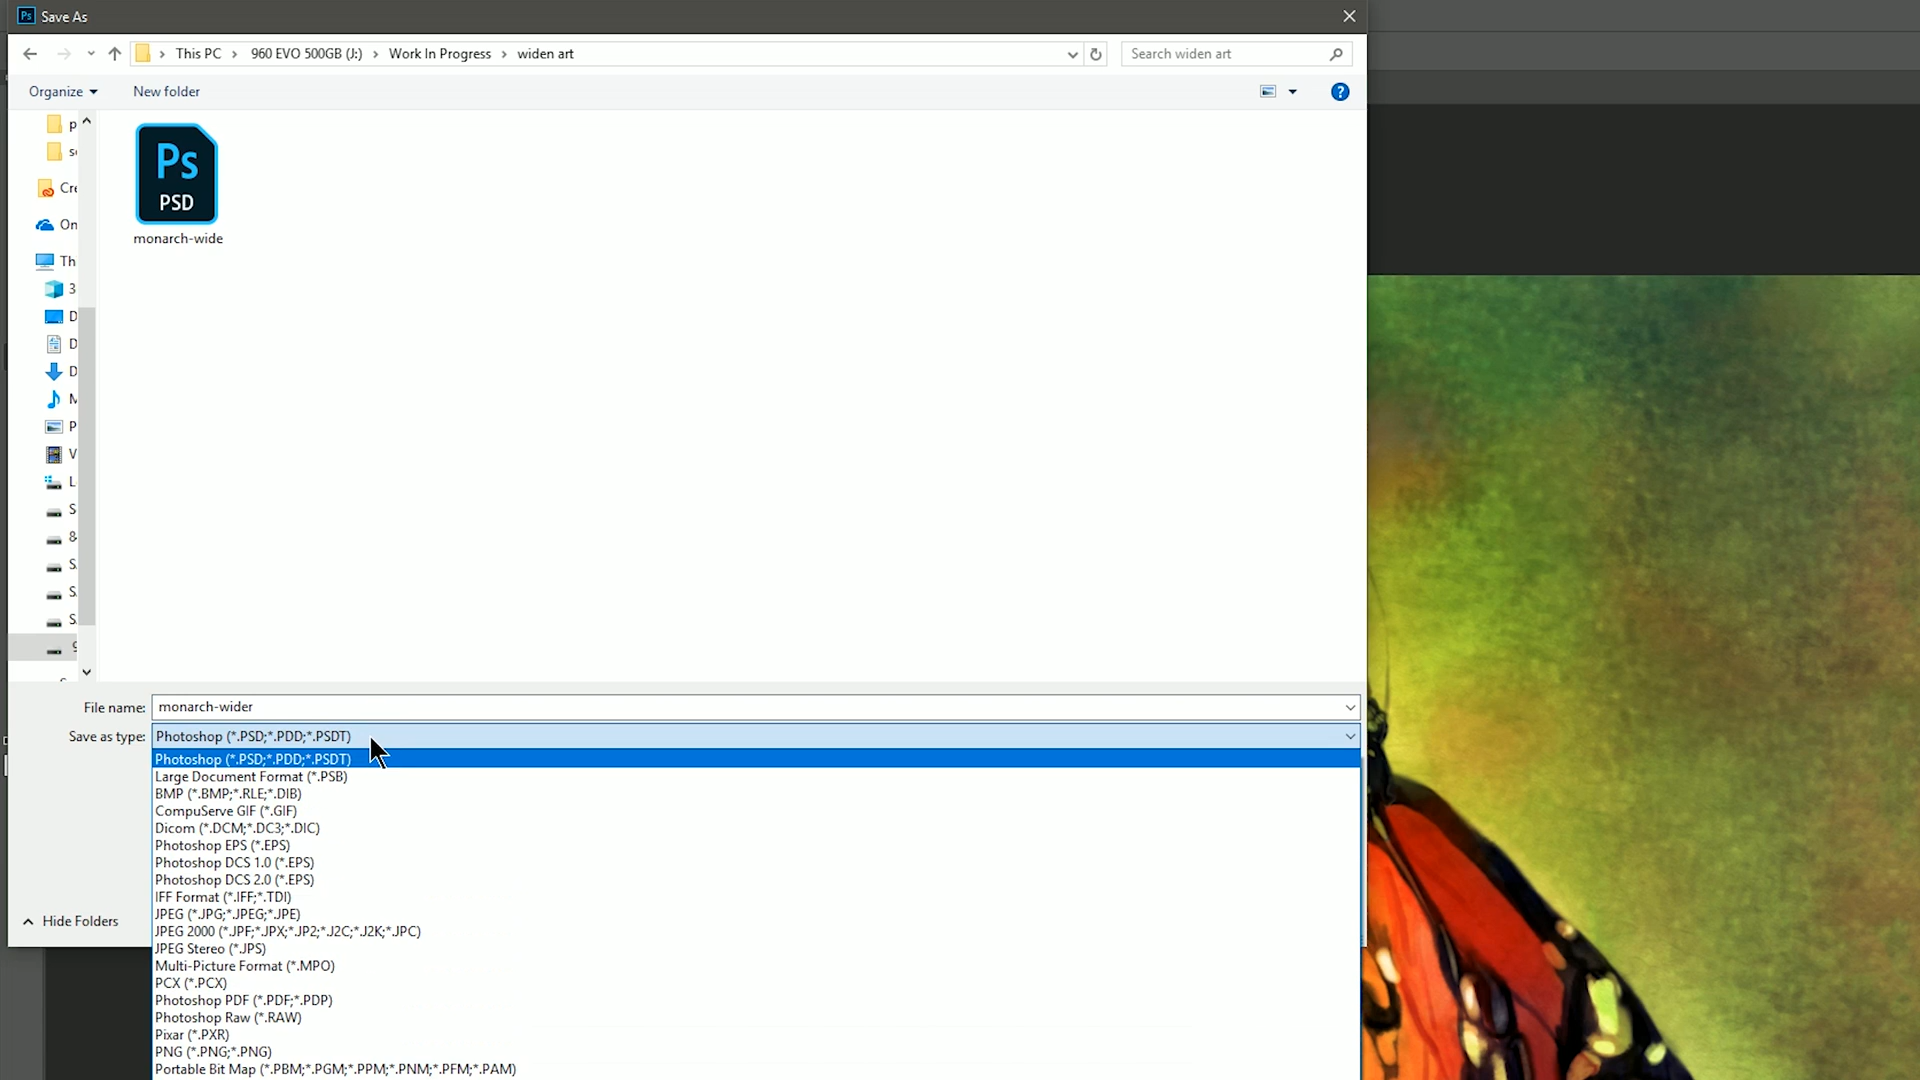 Ps Save As
This PC > 960 EVO 500GB (J:) > Work In Progress > widen art
Search widen art
Organize
New folder
?
Cre
On
Th
3
D
D
D
M
P
V
L
S
&
S
S
S
Ps
PSD
monarch-wide
File name: monarch-wider
Save as type: Photoshop (*.PSD;*.PDD;*.PSDT)
Photoshop (*.PSD;*.PDD;*.PSDT)
Large Document Format (*.PSB)
BMP (*.BMP;*.RLE;*.DIB)
CompuServe GIF (*.GIF)
Dicom (*.DCM;*.DC3;*.DIC)
Photoshop EPS (*.EPS)
Photoshop DCS 1.0 (*.EPS)
Photoshop DCS 2.0 (*.EPS)
IFF Format (*.IFF;*.TDI)
JPEG (*.JPG;*.JPEG;*.JPE)
JPEG 2000 (*.JPF;*.JPX;*.JP2;*.J2C;*.J2K;*.JPC)
JPEG Stereo (*.JPS)
Multi-Picture Format (*.MPO)
PCX (*.PCX)
Photoshop PDF (*.PDF;*.PDP)
Photoshop Raw (*.RAW)
Pixar (*.PXR)
PNG (*.PNG;*.PNG)
Portable Bit Map (*.PBM;*.PGM;*.PPM;*.PNM;*.PFM;*.PAM)
Hide Folders